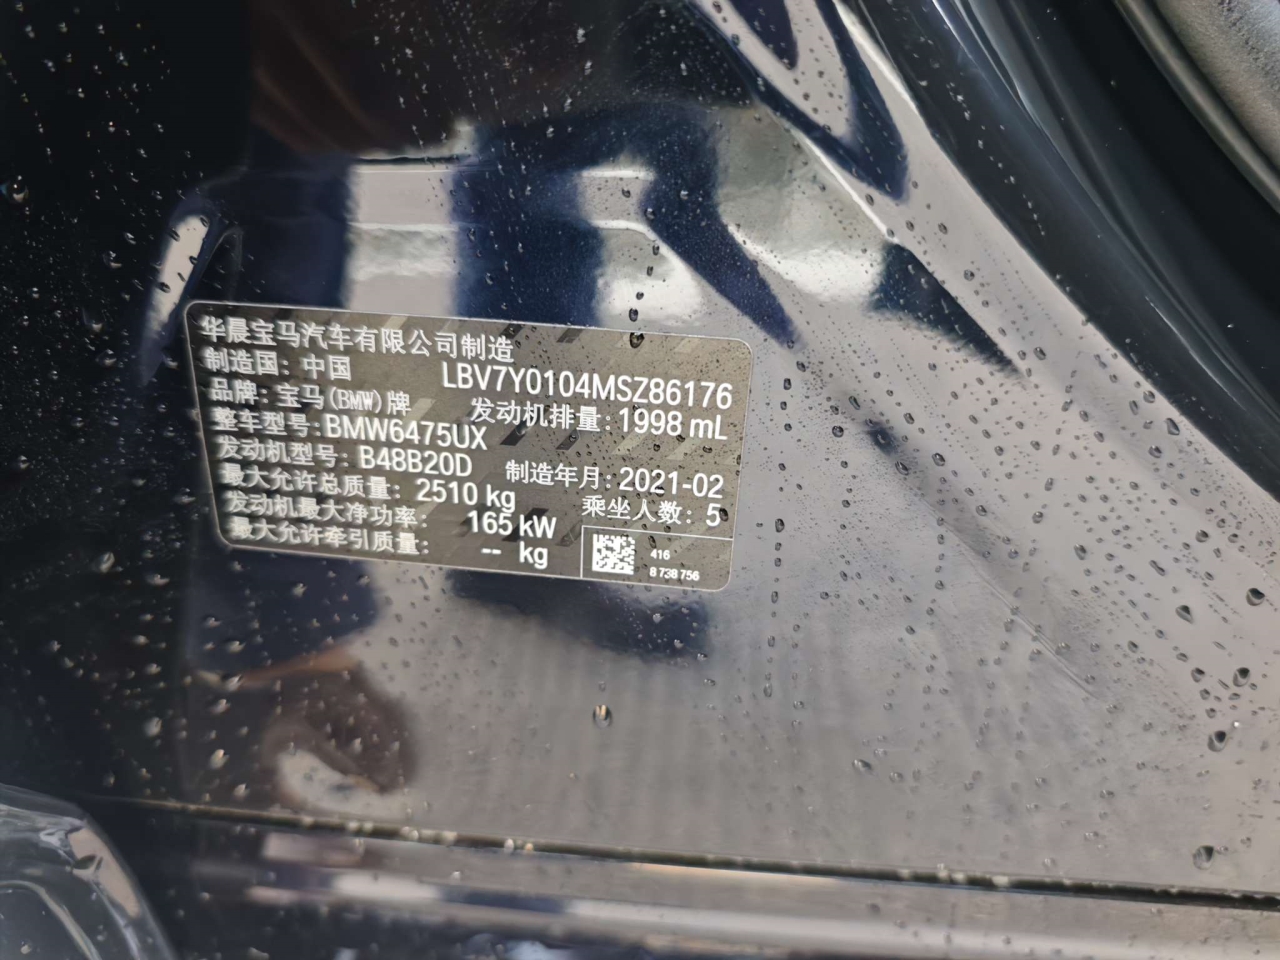 华晨宝马汽车有限公司制造
制造国: 中国 LBV7Y0104MSZ86176
品牌: 宝马(BMW)牌 发动机排量: 1998 mL
整车型号: BMW6475UX
发动机型号: B48B20D 制造年月: 2021-02
最大允许总质量: 2510 kg 乘坐人数: 5
发动机最大净功率: 165 kW
最大允许牵引质量: -- kg
416
8 738 756